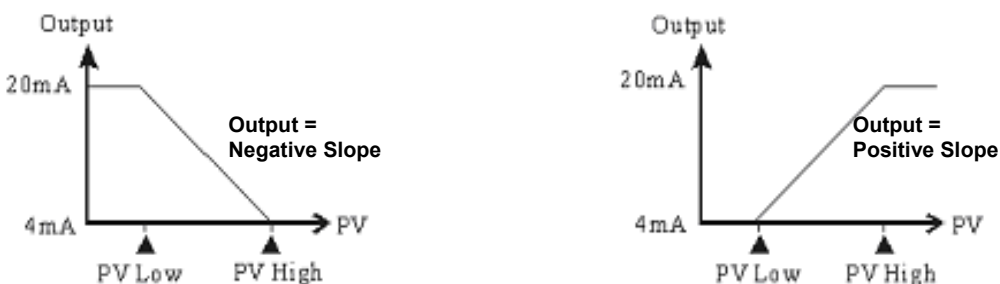 Output
20mA
Output =
Negative Slope
4mA
PV
PV Low
PV High
Output
20mA
Output =
Positive Slope
4mA
PV
PV Low
PV High